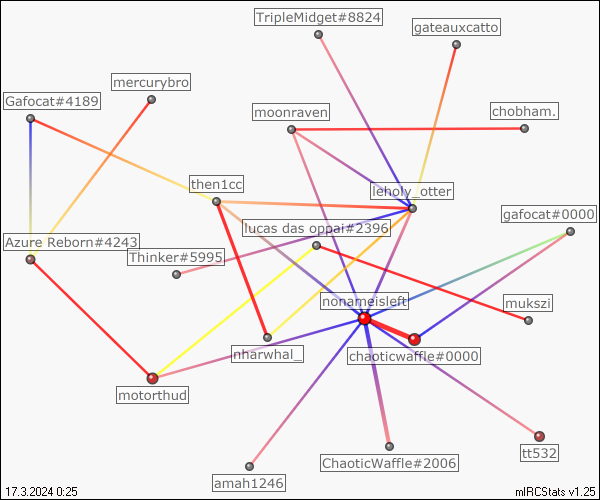 TripleMidget#8824
gateauxcatto
mercurybro
Gafocat#4189
moonraven
chobham.
then1cc
leholy_otter
gafocat#0000
lucas das oppai#2396
Azure Reborn#4243
Thinker#5995
nonameisleft
mukszi
nharwhal_
chaoticwaffle#0000
motorthud
tt532
ChaoticWaffle#2006
amah1246
17.3.2024 0:25
mIRCStats v1.25